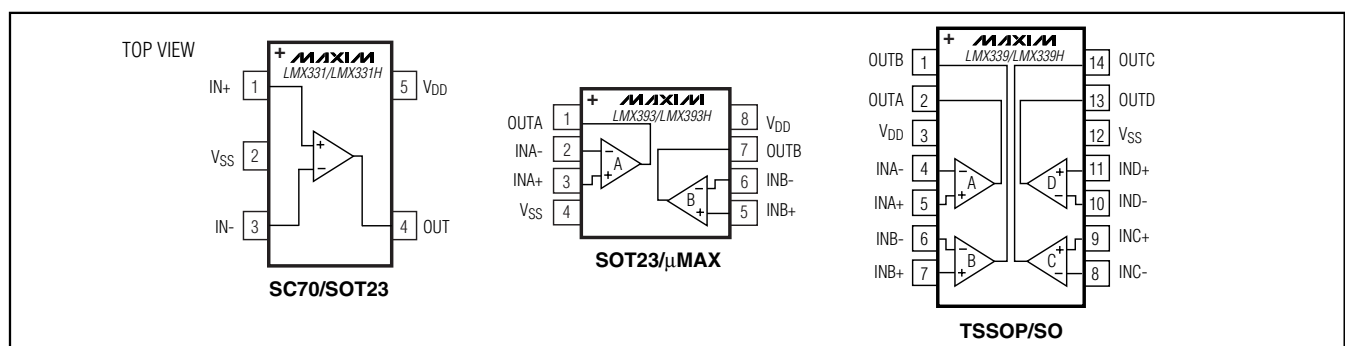 TOP VIEW
+ MAXIM
LMX331/LMX331H
IN+ 1
5 VDD
VSS 2
IN- 3
4 OUT
+
−
SC70/SOT23
+ MAXIM
LMX393/LMX393H
OUTA 1
8 VDD
INA- 2
7 OUTB
INA+ 3
6 INB-
VSS 4
5 INB+
− A +
− B +
SOT23/μMAX
+ MAXIM
LMX339/LMX339H
OUTB 1
14 OUTC
OUTA 2
13 OUTD
VDD 3
12 VSS
INA- 4
11 IND+
INA+ 5
10 IND-
INB- 6
9 INC+
INB+ 7
8 INC-
− A +
D + −
− B +
C + −
TSSOP/SO